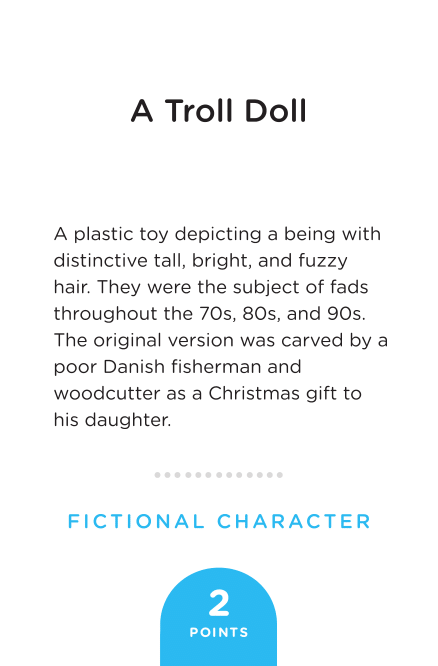 A Troll Doll
A plastic toy depicting a being with
distinctive tall, bright, and fuzzy
hair. They were the subject of fads
throughout the 70s, 80s, and 90s.
The original version was carved by a
poor Danish fisherman and
woodcutter as a Christmas gift to
his daughter.
FICTIONAL CHARACTER
2
POINTS